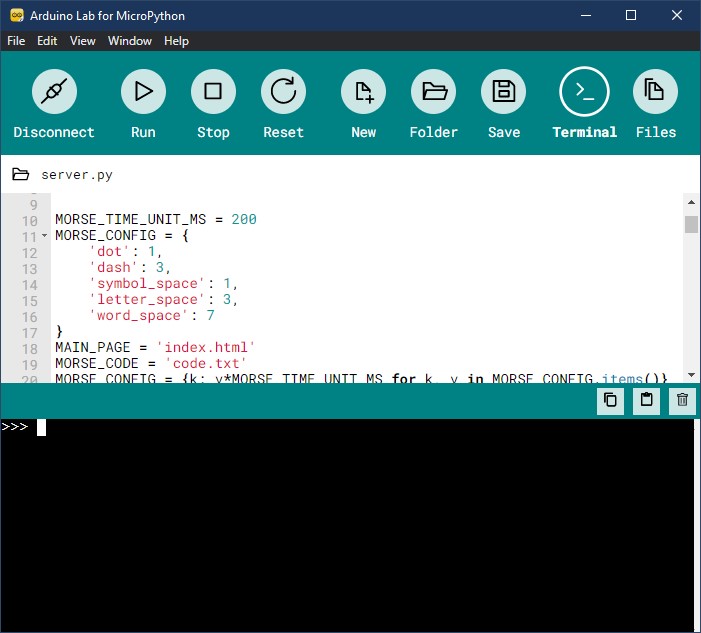 Arduino Lab for MicroPython
File Edit View Window Help
Disconnect Run Stop Reset New Folder Save Terminal Files
server.py
9
10 MORSE_TIME_UNIT_MS = 200
11 MORSE_CONFIG = {
12 'dot': 1,
13 'dash': 3,
14 'symbol_space': 1,
15 'letter_space': 3,
16 'word_space': 7
17 }
18 MAIN_PAGE = 'index.html'
19 MORSE_CODE = 'code.txt'
20 MORSE_CONFIG = {k: v*MORSE_TIME_UNIT_MS for k, v in MORSE_CONFIG.items()}
>>>